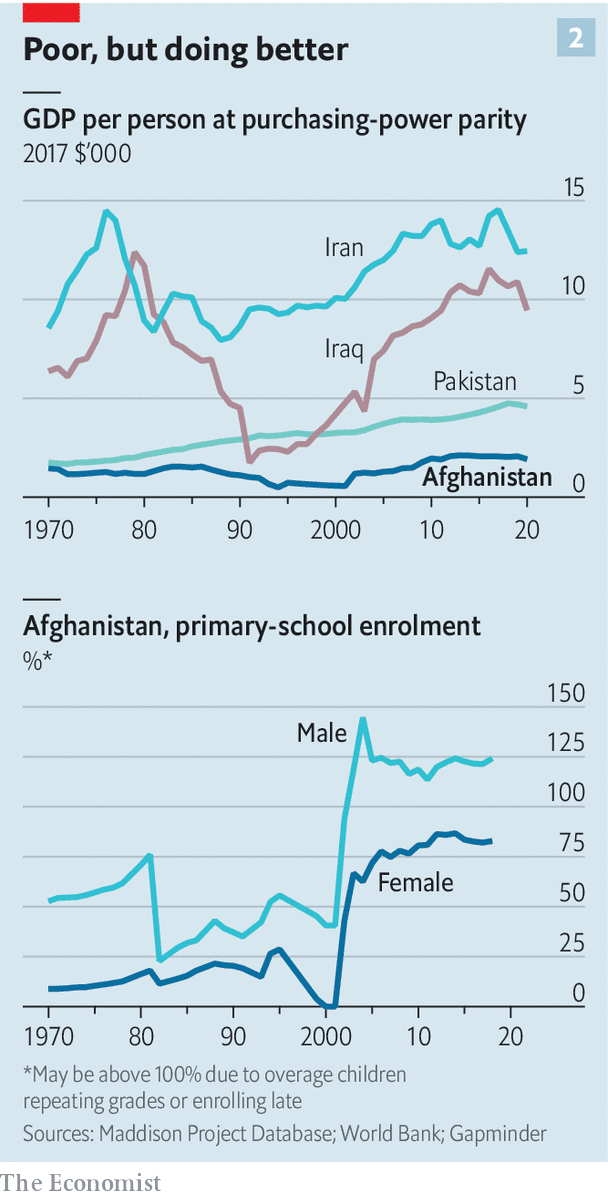 2
Poor, but doing better
GDP per person at purchasing-power parity
2017 $'000
15
Iran
10
Iraq
Pakistan
5
Afghanistan
0
1970 80 90 2000 10 20
Afghanistan, primary-school enrolment
%*
150
Male
125
100
75
Female
50
25
0
1970 80 90 2000 10 20
*May be above 100% due to overage children
repeating grades or enrolling late
Sources: Maddison Project Database; World Bank; Gapminder
The Economist